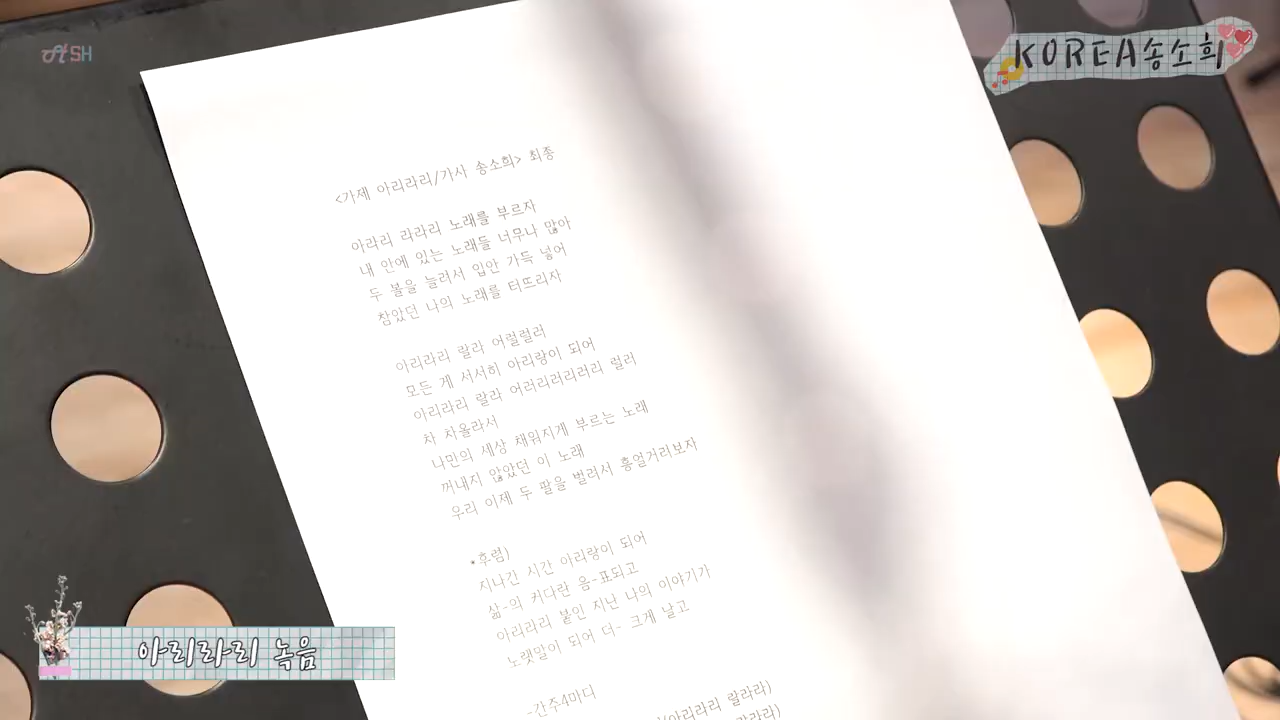 AtSH
KOREA송소희
<가제 아리라리/가사 송소희> 최종
아라리 라라리 노래를 부르자
내 안에 있는 노래들 너무나 많아
두 볼을 늘려서 입안 가득 넣어
참았던 나의 노래를 터뜨리자
아리라리 랄라 어럴럴러
모든 게 서서히 아리랑이 되어
아리라리 랄라 어러리러리러리 럴러
차 차올라서
나만의 세상 채워지게 부르는 노래
꺼내지 않았던 이 노래
우리 이제 두 팔을 벌려서 흥얼거리보자
*후렴)
지나간 시간 아리랑이 되어
삶-의 커다란 음-표되고
아리라리 붙인 지난 나의 이야기가
노랫말이 되어 더- 크게 날고
-간주4마디
(아리라리 랄라라)
아리라리 녹음